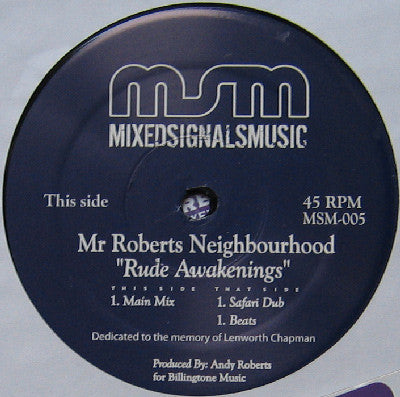 msm
MIXEDSIGNALSMUSIC
This side
45 RPM
MSM-005
Mr Roberts Neighbourhood
"Rude Awakenings"
THIS SIDE THAT SIDE
1. Main Mix 1. Safari Dub
1. Beats
Dedicated to the memory of Lenworth Chapman
Produced By: Andy Roberts
for Billingtone Music